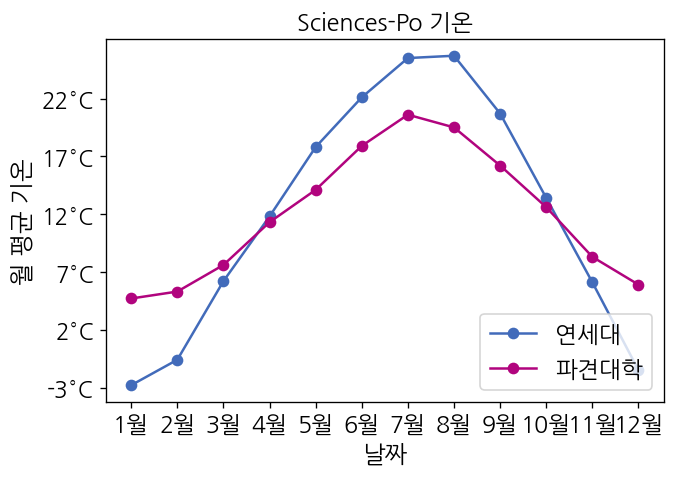 Sciences-Po 기온
월 평균 기온
22°C
17°C
12°C
7°C
2°C
-3°C
1월 2월 3월 4월 5월 6월 7월 8월 9월 10월 11월 12월
날짜
연세대
파견대학